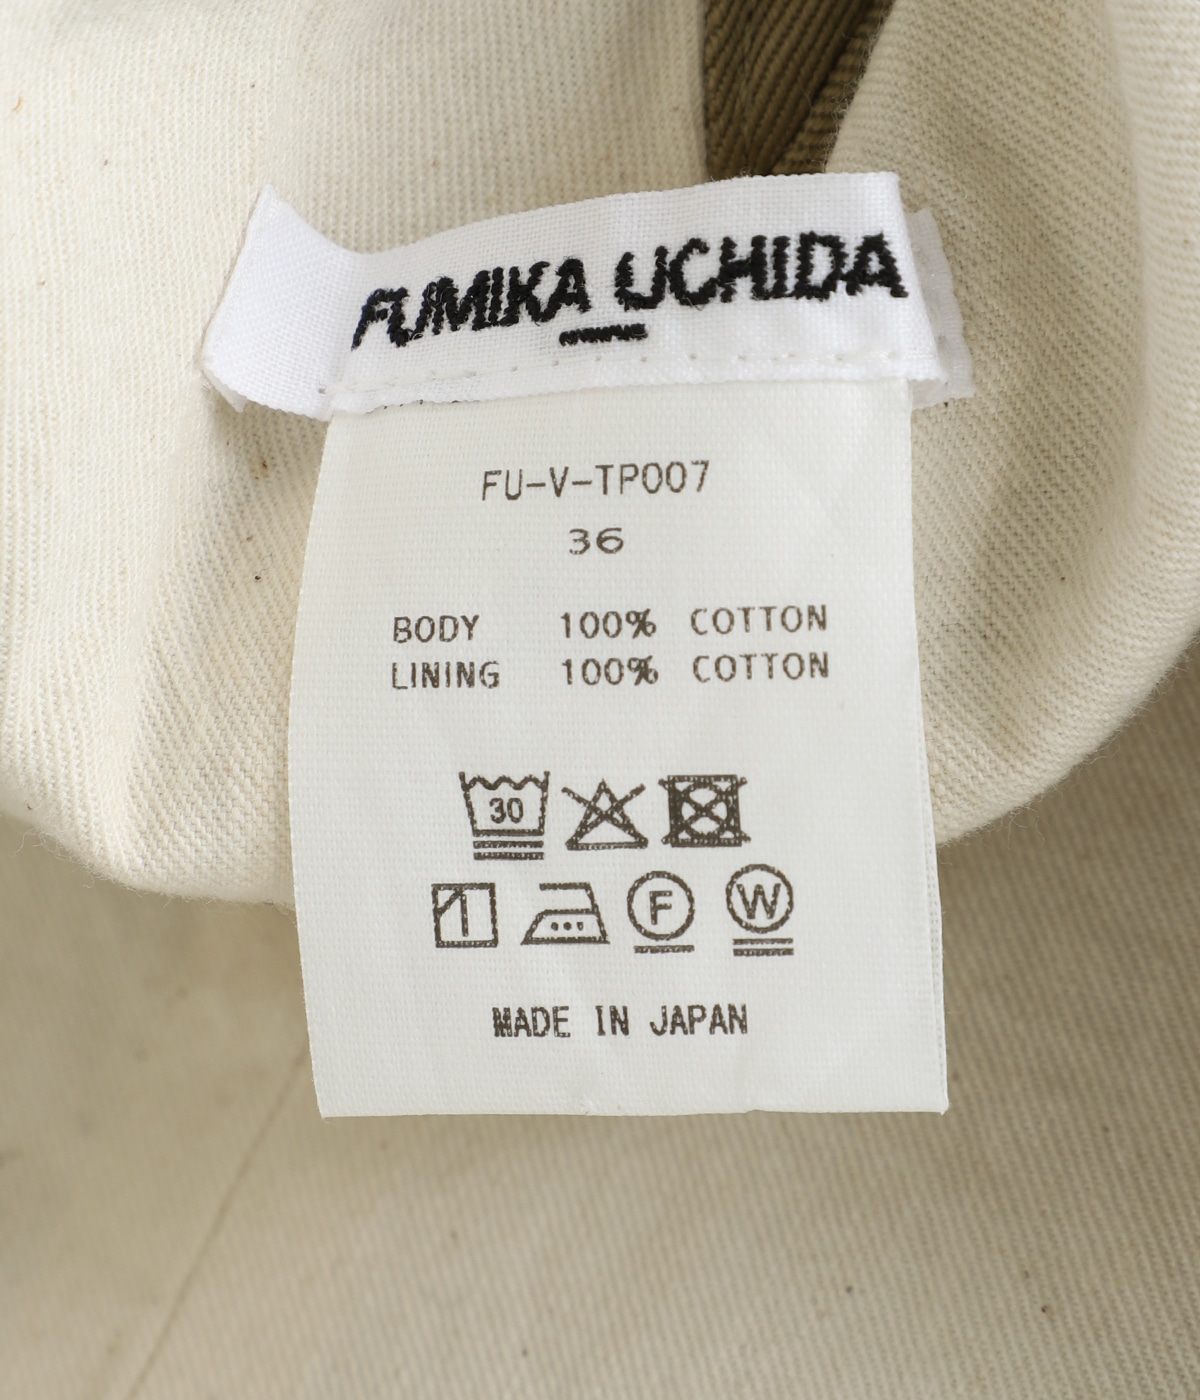 FUMIKA UCHIDA
FU-V-TP007
36
BODY 100% COTTON
LINING 100% COTTON
30
F W
MADE IN JAPAN